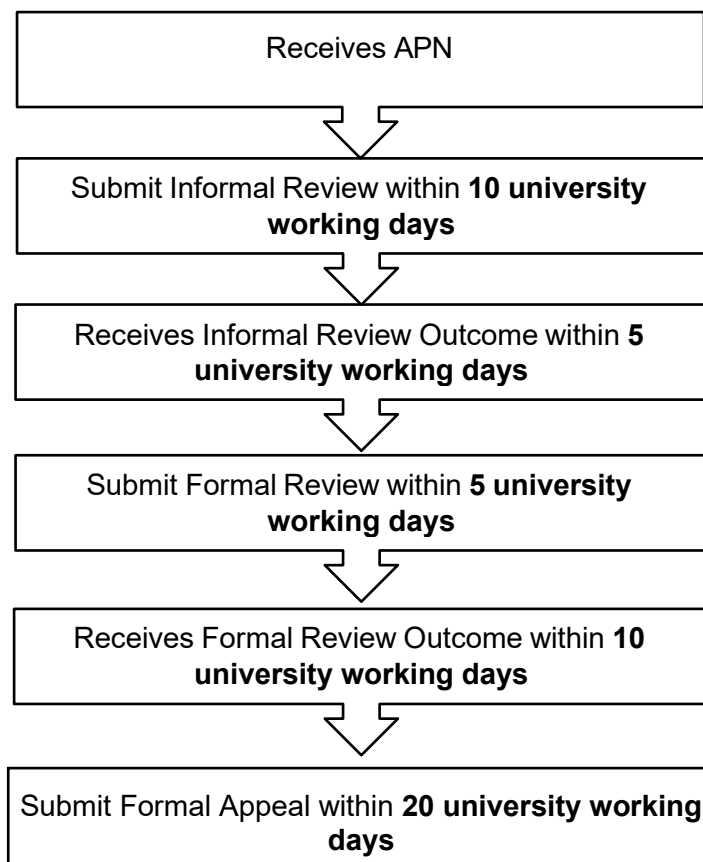 Receives APN
Submit Informal Review within 10 university
working days
Receives Informal Review Outcome within 5
university working days
Submit Formal Review within 5 university
working days
Receives Formal Review Outcome within 10
university working days
Submit Formal Appeal within 20 university working
days